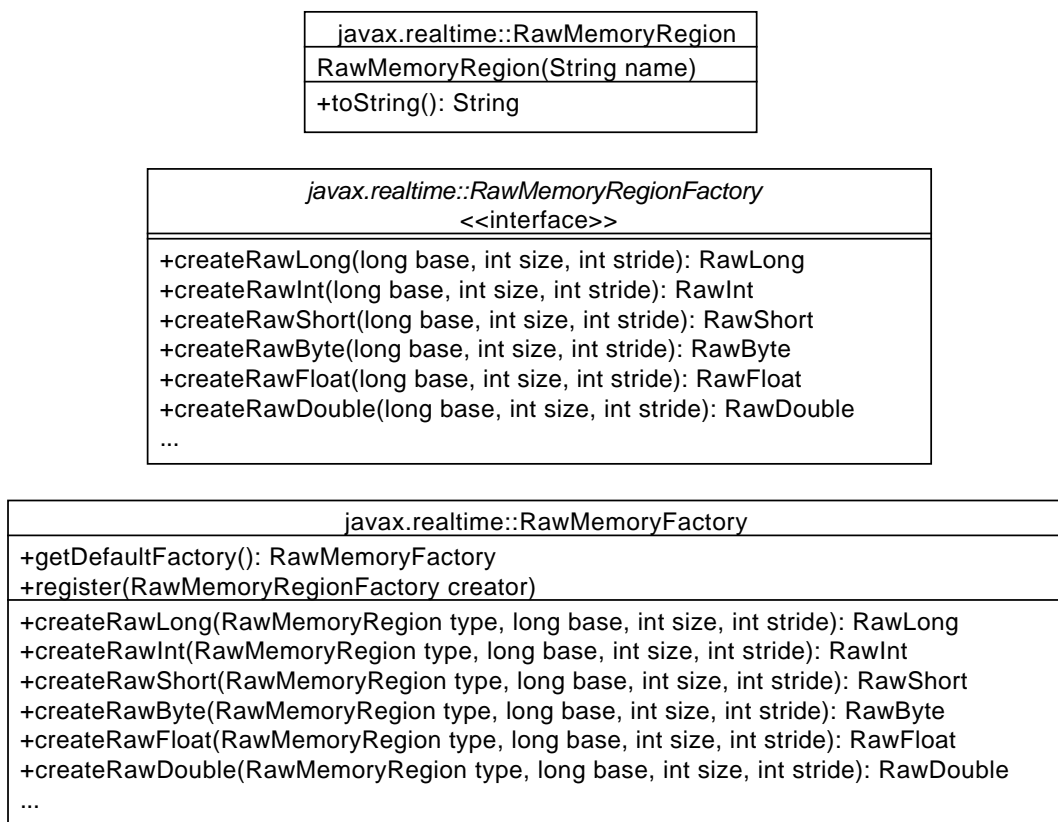 javax.realtime::RawMemoryRegion
RawMemoryRegion(String name)
+toString(): String
javax.realtime::RawMemoryRegionFactory
<<interface>>
+createRawLong(long base, int size, int stride): RawLong
+createRawInt(long base, int size, int stride): RawInt
+createRawShort(long base, int size, int stride): RawShort
+createRawByte(long base, int size, int stride): RawByte
+createRawFloat(long base, int size, int stride): RawFloat
+createRawDouble(long base, int size, int stride): RawDouble
...
javax.realtime::RawMemoryFactory
+getDefaultFactory(): RawMemoryFactory
+register(RawMemoryRegionFactory creator)
+createRawLong(RawMemoryRegion type, long base, int size, int stride): RawLong
+createRawInt(RawMemoryRegion type, long base, int size, int stride): RawInt
+createRawShort(RawMemoryRegion type, long base, int size, int stride): RawShort
+createRawByte(RawMemoryRegion type, long base, int size, int stride): RawByte
+createRawFloat(RawMemoryRegion type, long base, int size, int stride): RawFloat
+createRawDouble(RawMemoryRegion type, long base, int size, int stride): RawDouble
...